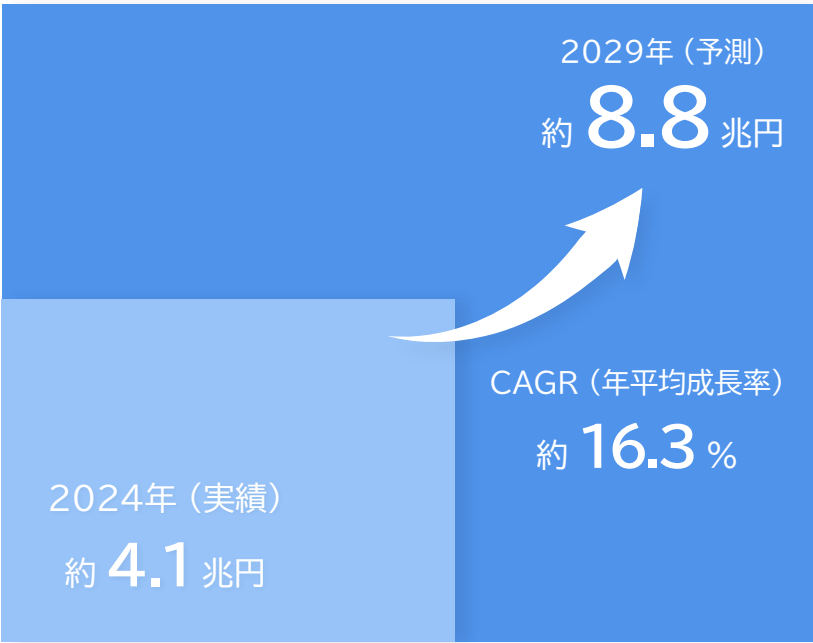 2029年（予測）
約 8.8 兆円
CAGR（年平均成長率）
約 16.3 %
2024年（実績）
約 4.1 兆円